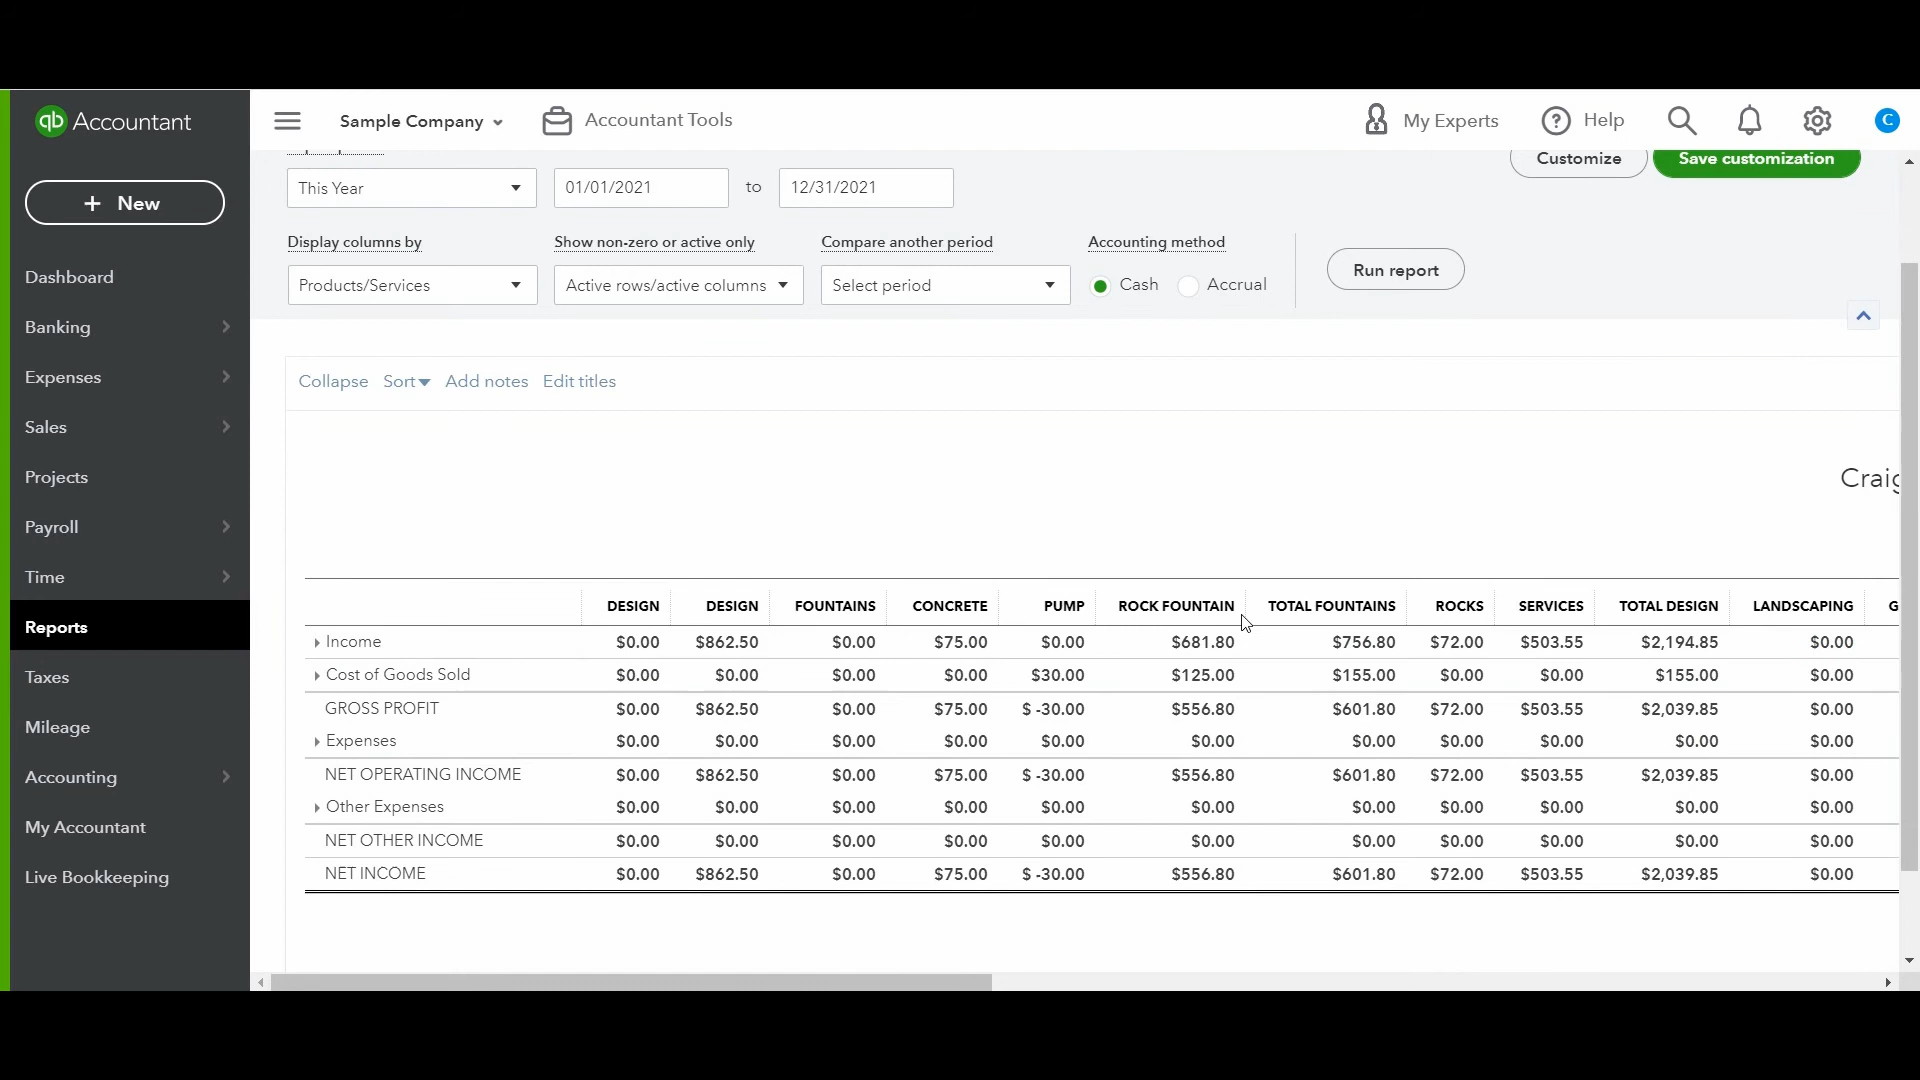 qb Accountant
Sample Company
Accountant Tools
My Experts
Help
C
+ New
Dashboard
Banking
Expenses
Sales
Projects
Payroll
Time
Reports
Taxes
Mileage
Accounting
My Accountant
Live Bookkeeping
Customize
Save customization
This Year
01/01/2021 to 12/31/2021
Display columns by
Show non-zero or active only
Compare another period
Accounting method
Products/Services
Active rows/active columns
Select period
Cash
Accrual
Run report
Collapse Sort Add notes Edit titles
Craig
DESIGN DESIGN FOUNTAINS CONCRETE PUMP ROCK FOUNTAIN TOTAL FOUNTAINS ROCKS SERVICES TOTAL DESIGN LANDSCAPING G
Income $0.00 $862.50 $0.00 $75.00 $0.00 $681.80 $756.80 $72.00 $503.55 $2,194.85 $0.00
Cost of Goods Sold $0.00 $0.00 $0.00 $0.00 $30.00 $125.00 $155.00 $0.00 $0.00 $155.00 $0.00
GROSS PROFIT $0.00 $862.50 $0.00 $75.00 $ -30.00 $556.80 $601.80 $72.00 $503.55 $2,039.85 $0.00
Expenses $0.00 $0.00 $0.00 $0.00 $0.00 $0.00 $0.00 $0.00 $0.00 $0.00 $0.00
NET OPERATING INCOME $0.00 $862.50 $0.00 $75.00 $ -30.00 $556.80 $601.80 $72.00 $503.55 $2,039.85 $0.00
Other Expenses $0.00 $0.00 $0.00 $0.00 $0.00 $0.00 $0.00 $0.00 $0.00 $0.00 $0.00
NET OTHER INCOME $0.00 $0.00 $0.00 $0.00 $0.00 $0.00 $0.00 $0.00 $0.00 $0.00 $0.00
NET INCOME $0.00 $862.50 $0.00 $75.00 $ -30.00 $556.80 $601.80 $72.00 $503.55 $2,039.85 $0.00